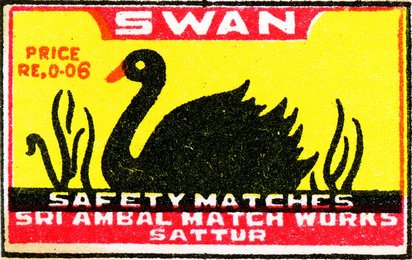 SWAN
PRICE
RE,0-06
SAFETY MATCHES
SRI AMBAL MATCH WORKS
SATTUR